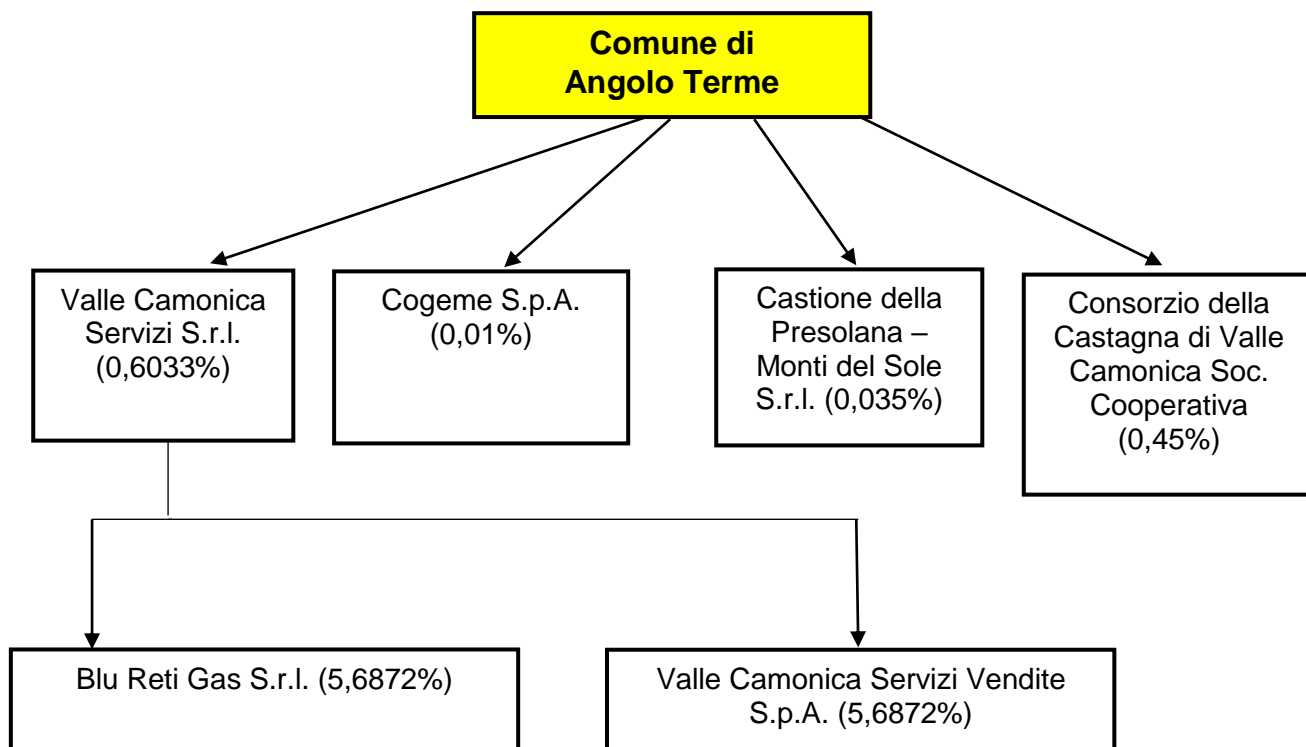 Comune di
Angolo Terme
Valle Camonica
Servizi S.r.l.
(0,6033%)
Cogeme S.p.A.
(0,01%)
Castione della
Presolana –
Monti del Sole
S.r.l. (0,035%)
Consorzio della
Castagna di Valle
Camonica Soc.
Cooperativa
(0,45%)
Blu Reti Gas S.r.l. (5,6872%)
Valle Camonica Servizi Vendite
S.p.A. (5,6872%)